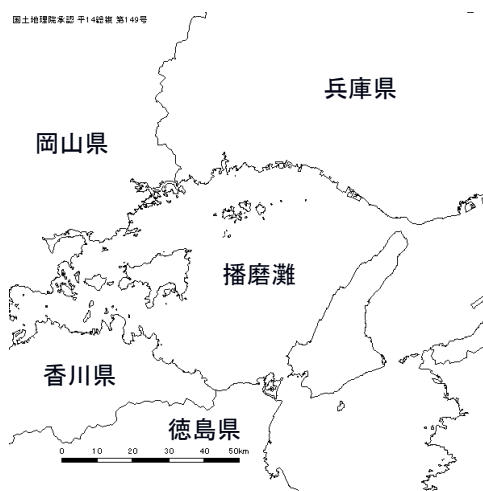 国土地理院承認 平14総複 第149号
兵庫県
岡山県
播磨灘
香川県
徳島県
0 10 20 30 40 50km